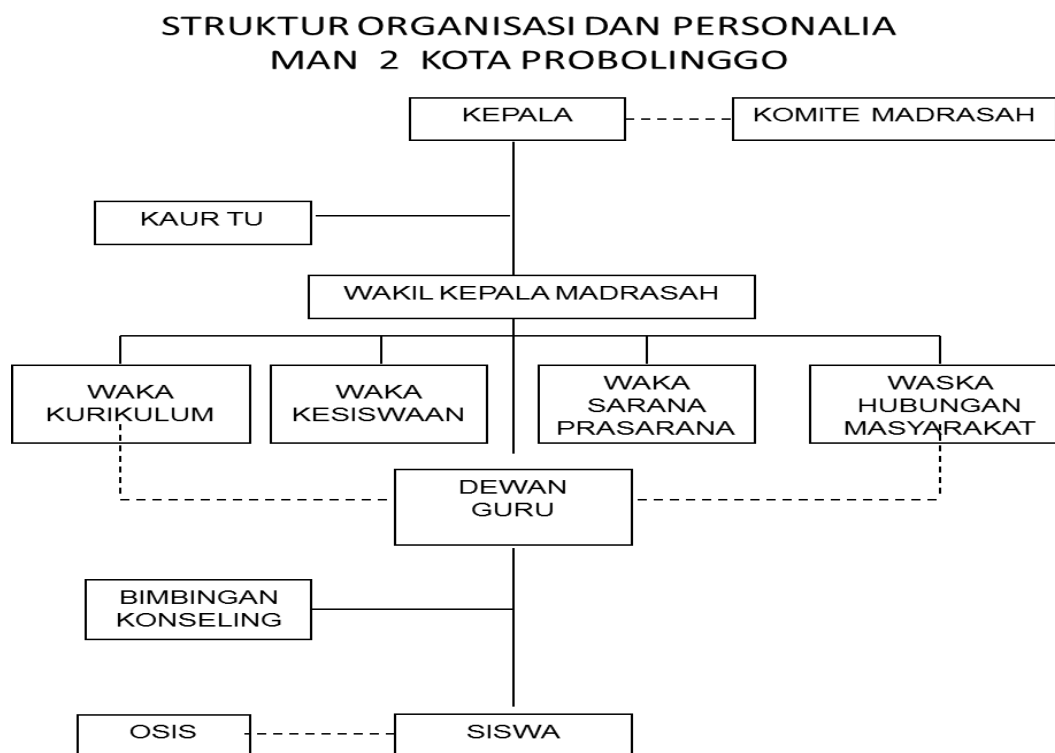 STRUKTUR ORGANISASI DAN PERSONALIA
MAN 2 KOTA PROBOLINGGO
KEPALA
KOMITE MADRASAH
KAUR TU
WAKIL KEPALA MADRASAH
WAKA
KURIKULUM
WAKA
KESISWAAN
WAKA
SARANA
PRASARANA
WASKA
HUBUNGAN
MASYARAKAT
DEWAN
GURU
BIMBINGAN
KONSELING
OSIS
SISWA